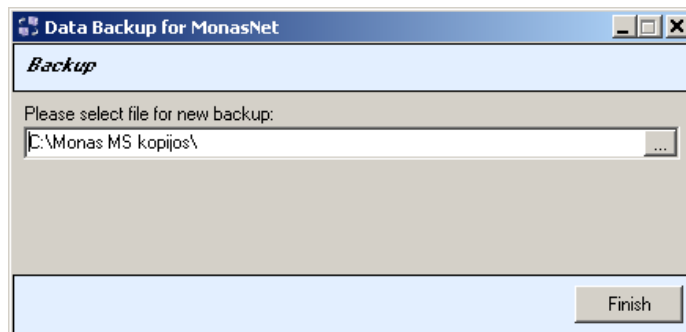 Data Backup for MonasNet
Backup
Please select file for new backup:
C:\Monas MS kopijos\
...
Finish